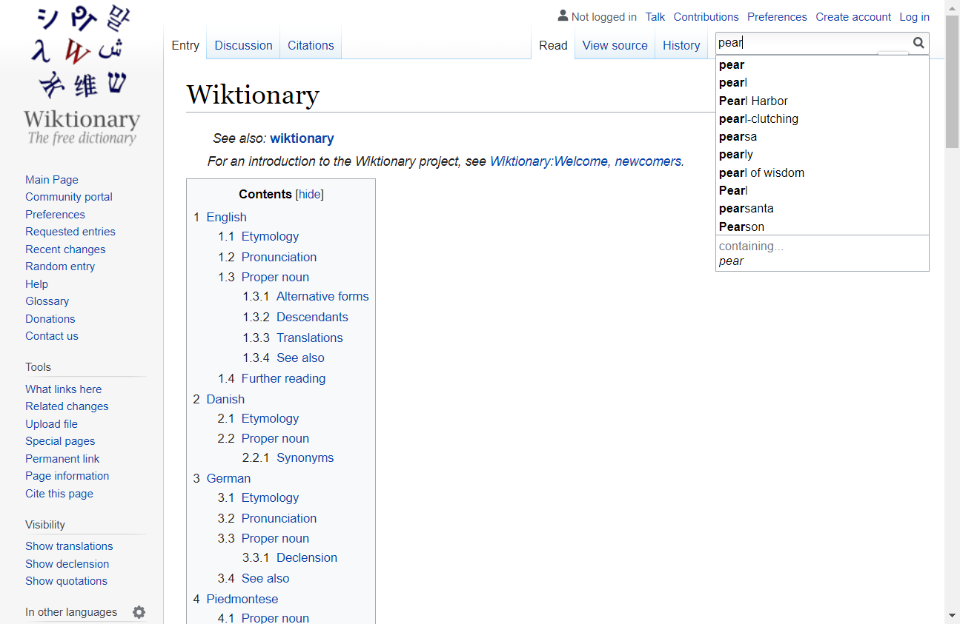 Wiktionary
The free dictionary
Main Page
Community portal
Preferences
Requested entries
Recent changes
Random entry
Help
Glossary
Donations
Contact us
Tools
What links here
Related changes
Upload file
Special pages
Permanent link
Page information
Cite this page
Visibility
Show translations
Show declension
Show quotations
In other languages
Not logged in Talk Contributions Preferences Create account Log in
Entry Discussion Citations Read View source History
pear
pear
pearl
Pearl Harbor
pearl-clutching
pearsa
pearly
pearl of wisdom
Pearl
pearsanta
Pearson
containing...
pear
Wiktionary
See also: wiktionary
For an introduction to the Wiktionary project, see Wiktionary:Welcome, newcomers.
Contents [hide]
1 English
1.1 Etymology
1.2 Pronunciation
1.3 Proper noun
1.3.1 Alternative forms
1.3.2 Descendants
1.3.3 Translations
1.3.4 See also
1.4 Further reading
2 Danish
2.1 Etymology
2.2 Proper noun
2.2.1 Synonyms
3 German
3.1 Etymology
3.2 Pronunciation
3.3 Proper noun
3.3.1 Declension
3.4 See also
4 Piedmontese
4.1 Proper noun